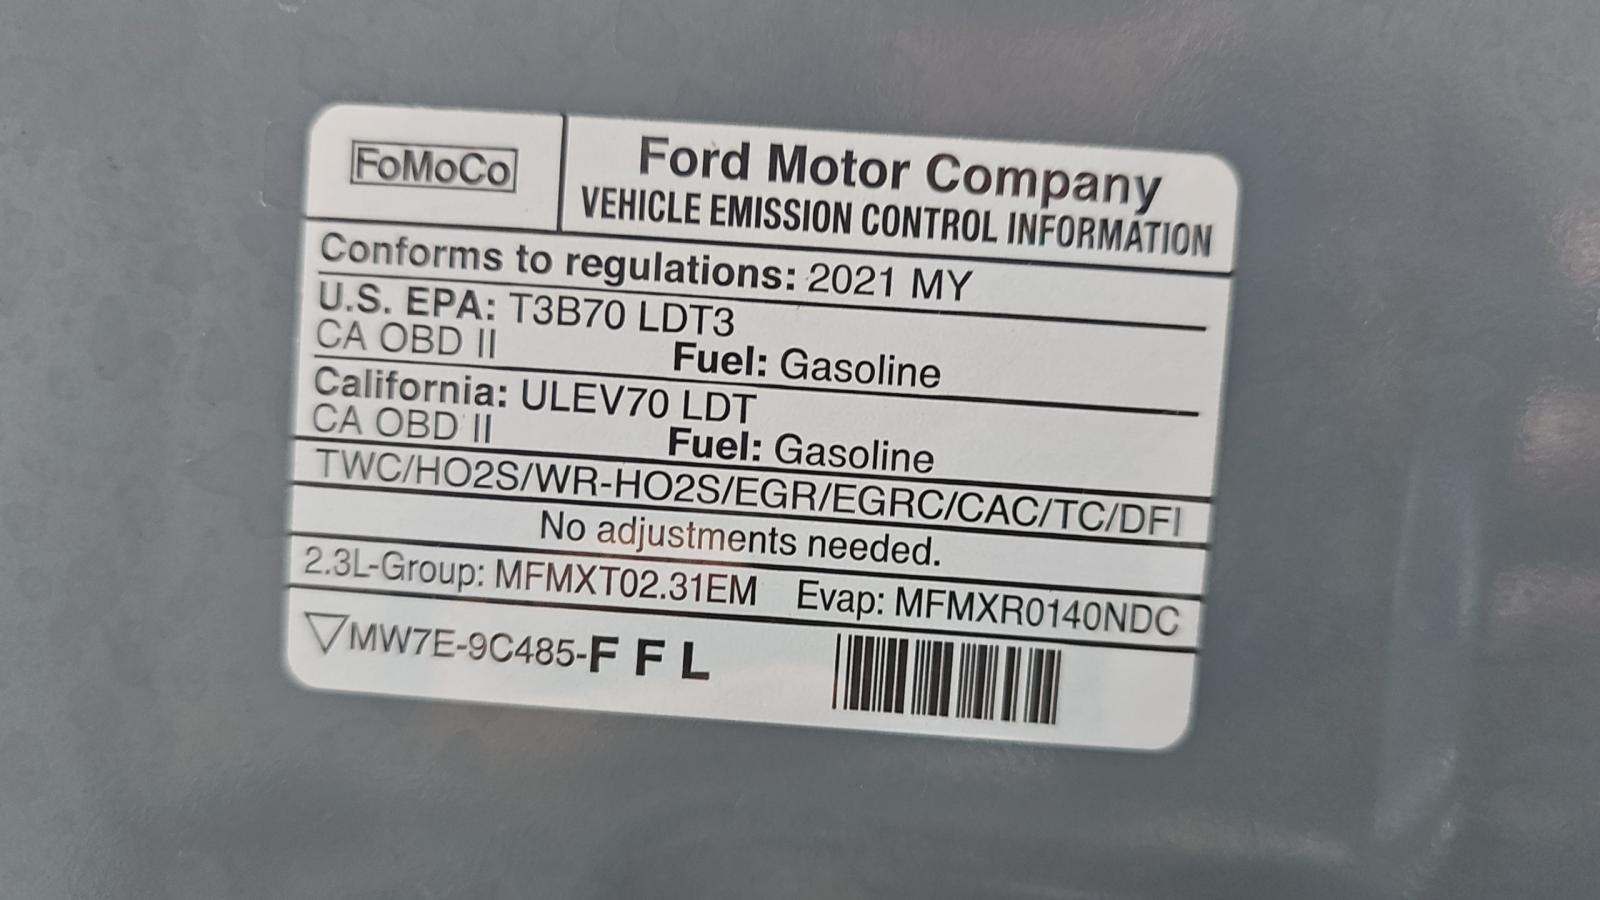 FoMoCo
Ford Motor Company
VEHICLE EMISSION CONTROL INFORMATION
Conforms to regulations: 2021 MY
U.S. EPA: T3B70 LDT3
CA OBD II Fuel: Gasoline
California: ULEV70 LDT
CA OBD II Fuel: Gasoline
TWC/HO2S/WR-HO2S/EGR/EGRC/CAC/TC/DFI
No adjustments needed.
2.3L-Group: MFMXT02.31EM Evap: MFMXR0140NDC
▽MW7E-9C485-F F L